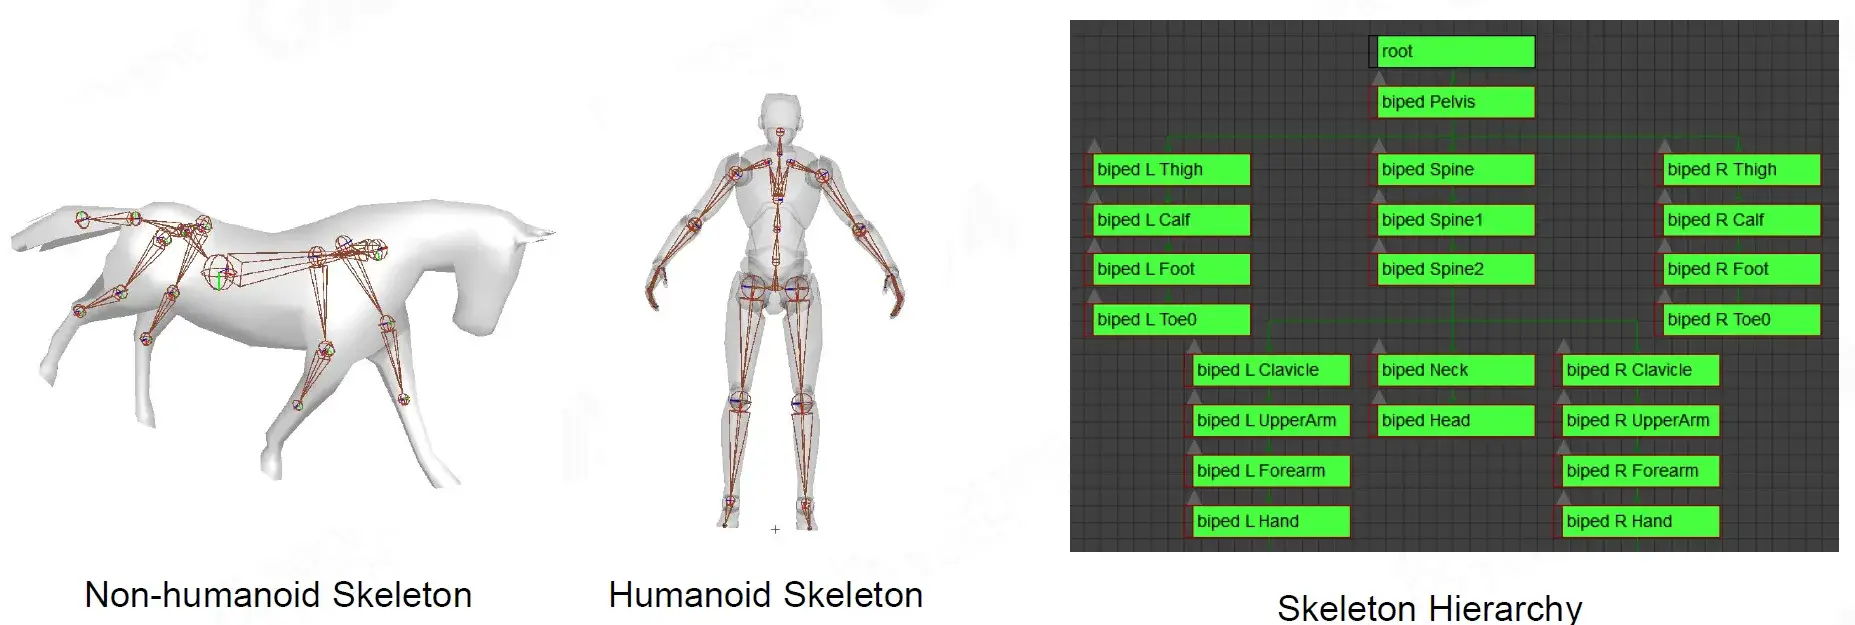 root
biped Pelvis
biped L Thigh
biped Spine
biped R Thigh
biped L Calf
biped Spine1
biped R Calf
biped L Foot
biped Spine2
biped R Foot
biped L Toe0
biped R Toe0
biped L Clavicle
biped Neck
biped R Clavicle
biped L UpperArm
biped Head
biped R UpperArm
biped L Forearm
biped R Forearm
biped L Hand
biped R Hand
Non-humanoid Skeleton
Humanoid Skeleton
Skeleton Hierarchy